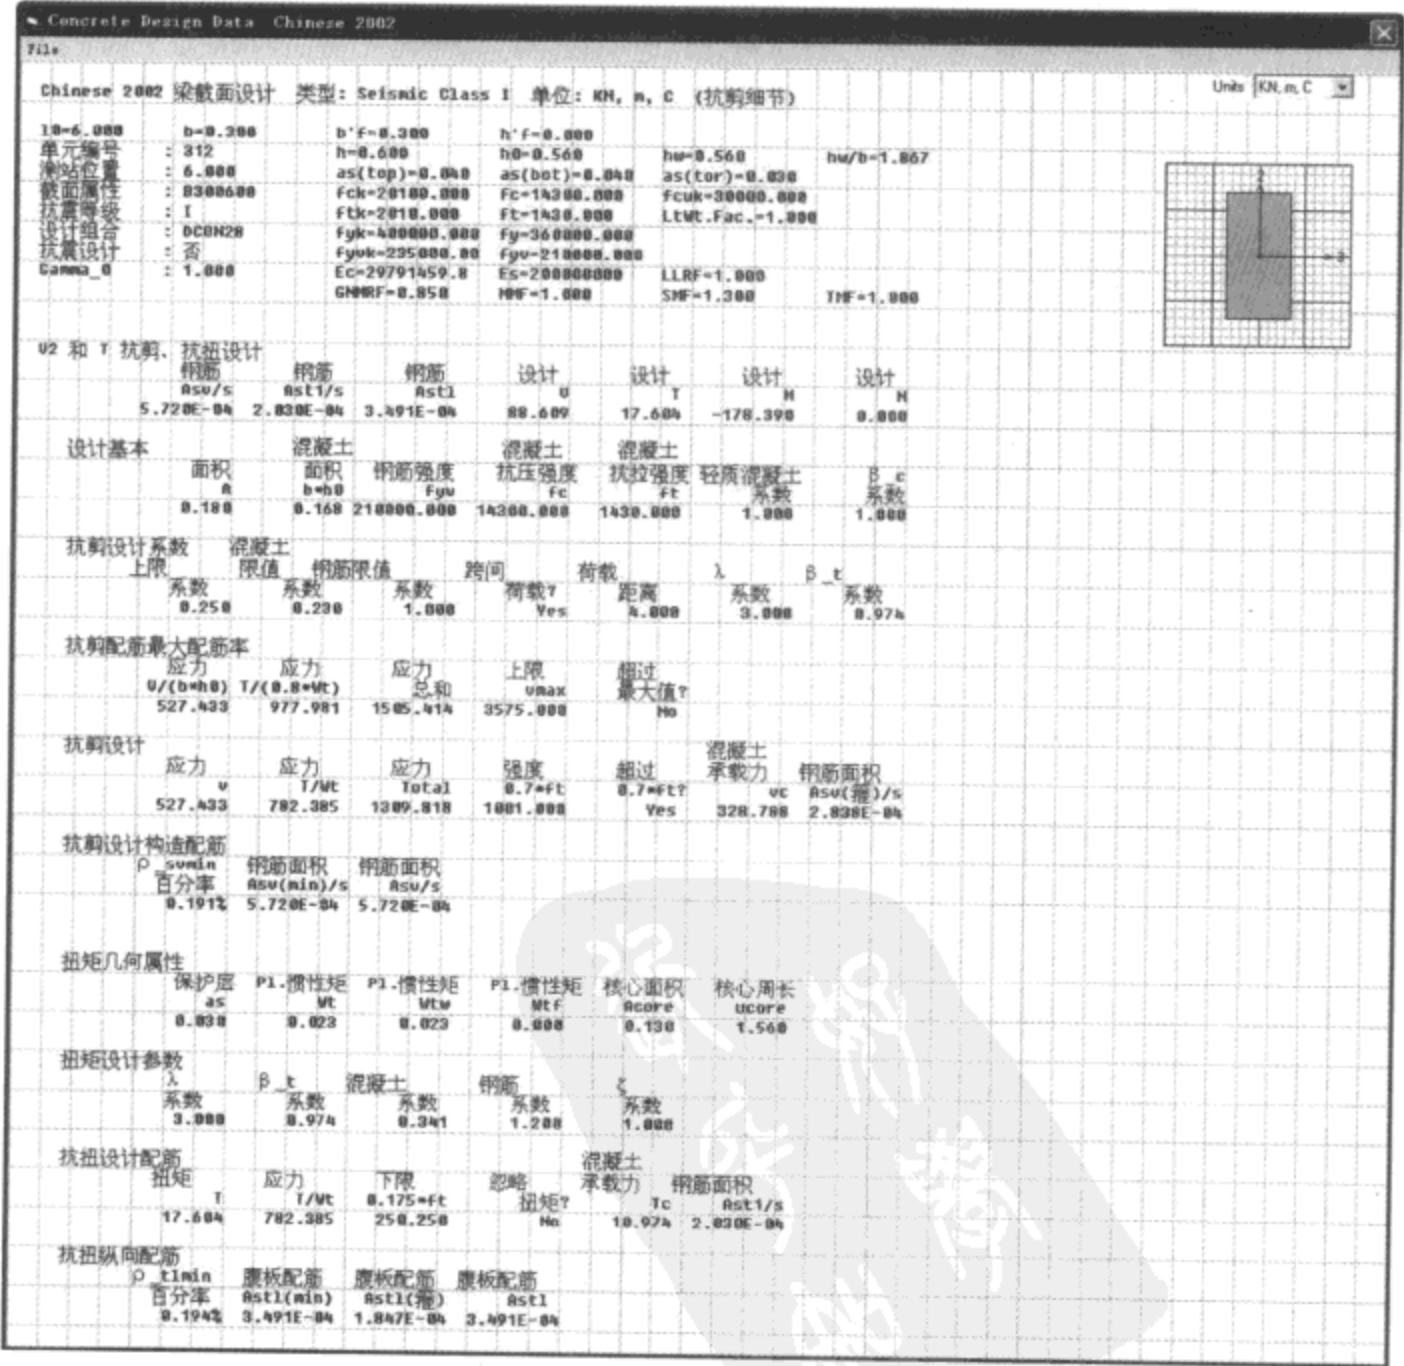 Concrete Design Data Chinese 2002
File
Chinese 2002 梁截面设计 类型: Seismic Class I 单位: KN, m, C (抗剪细节)
Units KN, m, C
l0=6.000 b=0.300 b'f=0.300 h'f=0.000
单元编号 : 312 h=0.600 h0=0.560 hw=0.560 hw/b=1.867
测站位置 : 6.000 as(top)=0.040 as(bot)=0.040 as(tor)=0.030
截面属性 : B300600 fck=20100.000 fc=14300.000 fcuk=30000.000
抗震等级 : I ftk=2010.000 ft=1430.000 LtWt.Fac.=1.000
设计组合 : DCON28 fyk=400000.000 fy=360000.000
抗震设计 : 否 fyvk=235000.00 fyv=210000.000
Gamma_0 : 1.000 Ec=29791459.8 Es=200000000 LLRF=1.000
GNMRF=0.850 MMF=1.000 SMF=1.300 TMF=1.000
2
3
V2 和 T 抗剪、抗扭设计
钢筋 钢筋 钢筋 设计 设计 设计 设计
Asv/s Ast1/s Astl V T M N
5.720E-04 2.030E-04 3.491E-04 88.609 17.604 -178.390 0.000
设计基本 混凝土 混凝土 混凝土
面积 面积 钢筋强度 抗压强度 抗拉强度 轻质混凝土 β_c
A b*h0 fyv fc ft 系数 系数
0.180 0.168 210000.000 14300.000 1430.000 1.000 1.000
抗剪设计系数 混凝土
上限 限值 钢筋限值 跨间 荷载 λ β_t
系数 系数 系数 荷载? 距离 系数 系数
0.250 0.230 1.000 Yes 4.000 3.000 0.974
抗剪配筋最大配筋率
应力 应力 应力 上限 超过
V/(b*h0) T/(0.8*Wt) 总和 vmax 最大值?
527.433 977.981 1505.414 3575.000 No
抗剪设计 混凝土
应力 应力 应力 强度 超过 承载力 钢筋面积
v T/Wt Total 0.7*ft 0.7*ft? vc Asv(箍)/s
527.433 782.385 1309.818 1001.000 Yes 328.788 2.838E-04
抗剪设计构造配筋
ρ_svmin 钢筋面积 钢筋面积
百分率 Asv(min)/s Asv/s
0.191% 5.720E-04 5.720E-04
扭矩几何属性
保护层 Pl.惯性矩 Pl.惯性矩 Pl.惯性矩 核心面积 核心周长
as Wt Wtw Wtf Acore ucore
0.030 0.023 0.023 0.000 0.130 1.560
扭矩设计参数
λ β_t 混凝土 钢筋 ζ
系数 系数 系数 系数 系数
3.000 0.974 0.341 1.200 1.000
抗扭设计配筋 混凝土
扭矩 应力 下限 忽略 承载力 钢筋面积
T T/Wt 0.175*ft 扭矩? Tc Ast1/s
17.604 782.385 250.250 No 10.974 2.030E-04
抗扭纵向配筋
ρ_tlmin 腹板配筋 腹板配筋 腹板配筋
百分率 Astl(min) Astl(箍) Astl
0.194% 3.491E-04 1.847E-04 3.491E-04